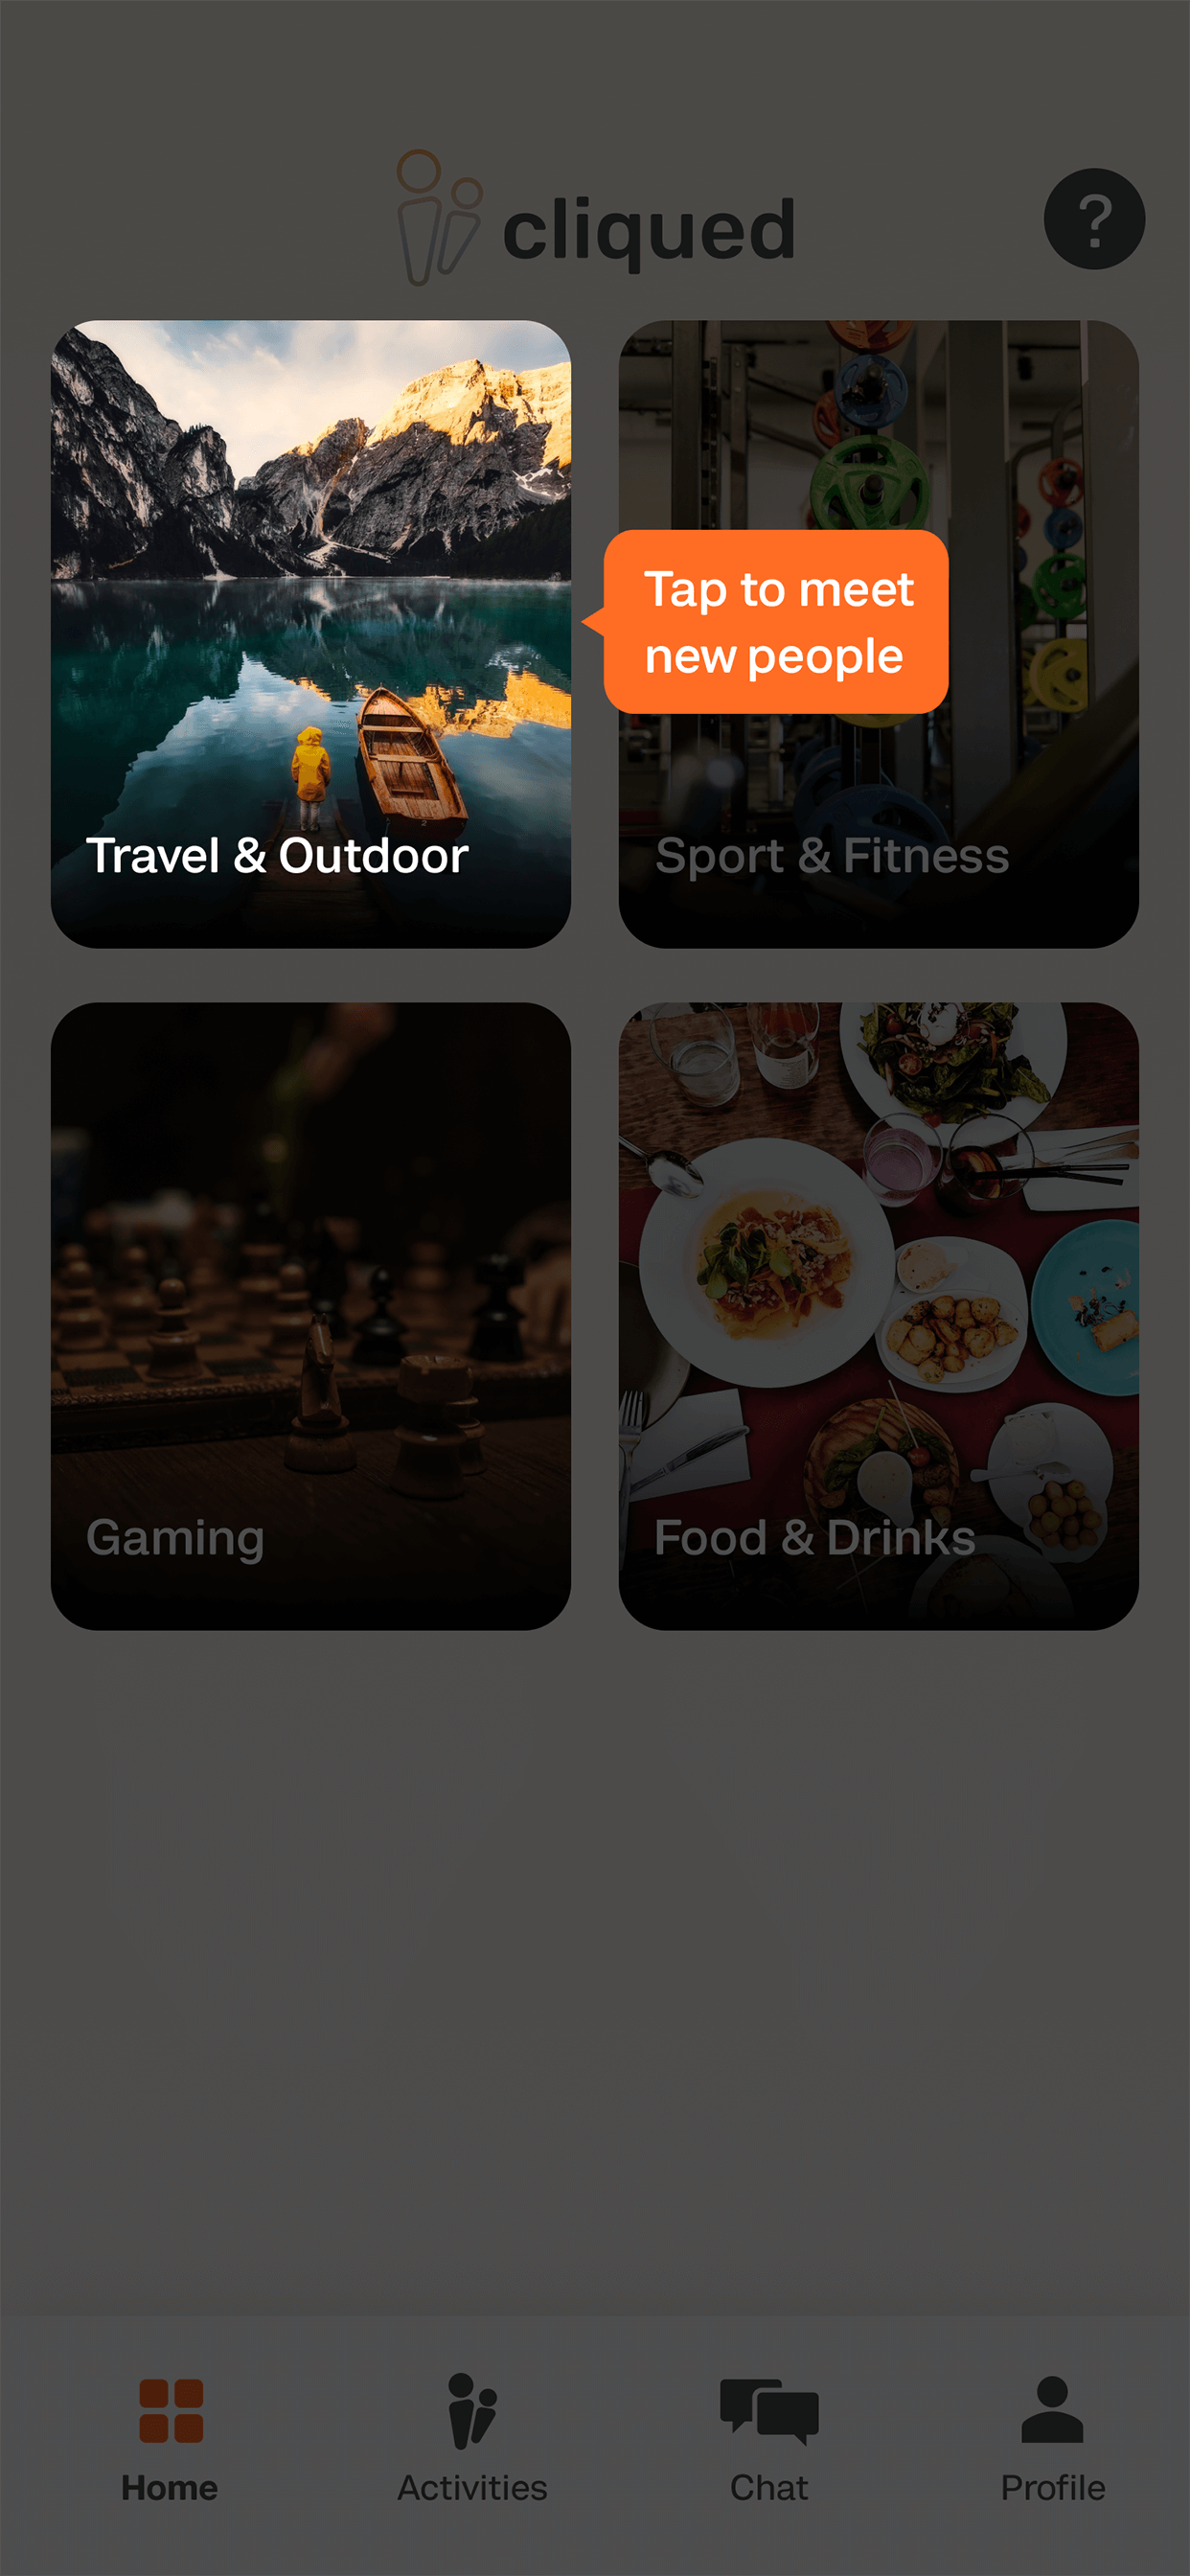 cliqued
?
Tap to meet
new people
Travel & Outdoor
Sport & Fitness
Gaming
Food & Drinks
Home
Activities
Chat
Profile